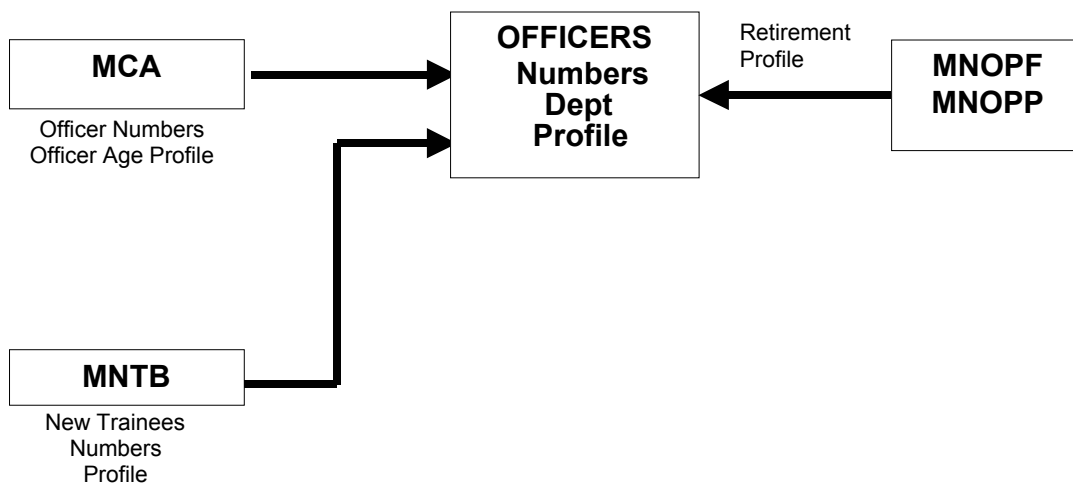 MCA
Officer Numbers
Officer Age Profile
OFFICERS
Numbers
Dept
Profile
Retirement
Profile
MNOPF
MNOPP
MNTB
New Trainees
Numbers
Profile